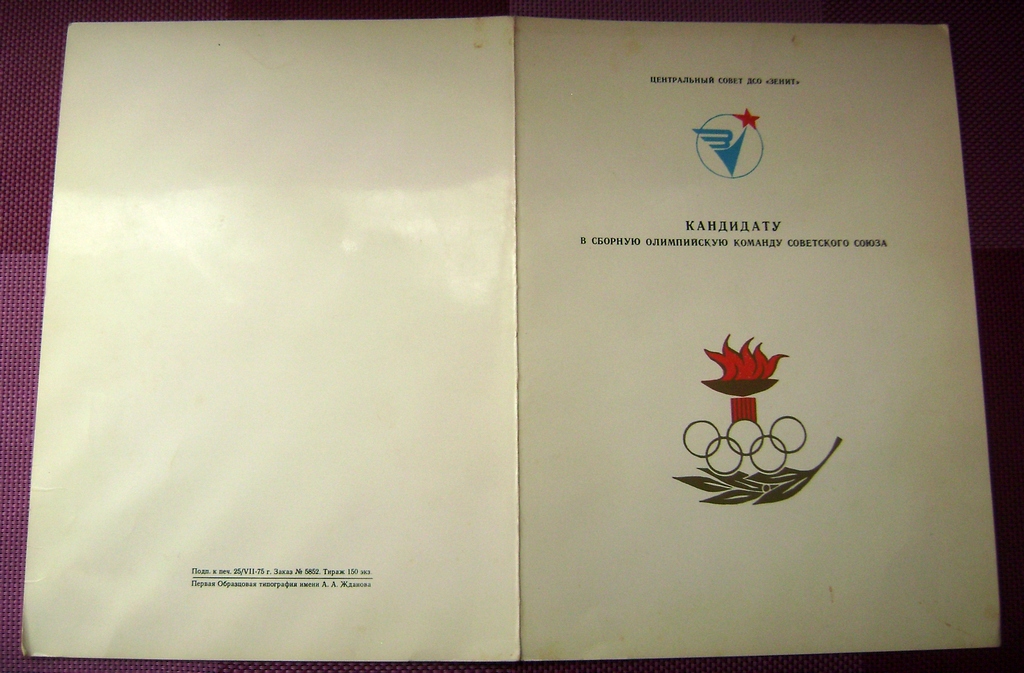 ЦЕНТРАЛЬНЫЙ СОВЕТ ДСО «ЗЕНИТ»
КАНДИДАТУ
В СБОРНУЮ ОЛИМПИЙСКУЮ КОМАНДУ СОВЕТСКОГО СОЮЗА
Подп. к печ. 25/VII-75 г. Заказ № 5852. Тираж 150 экз.
Первая Образцовая типография имени А. А. Жданова